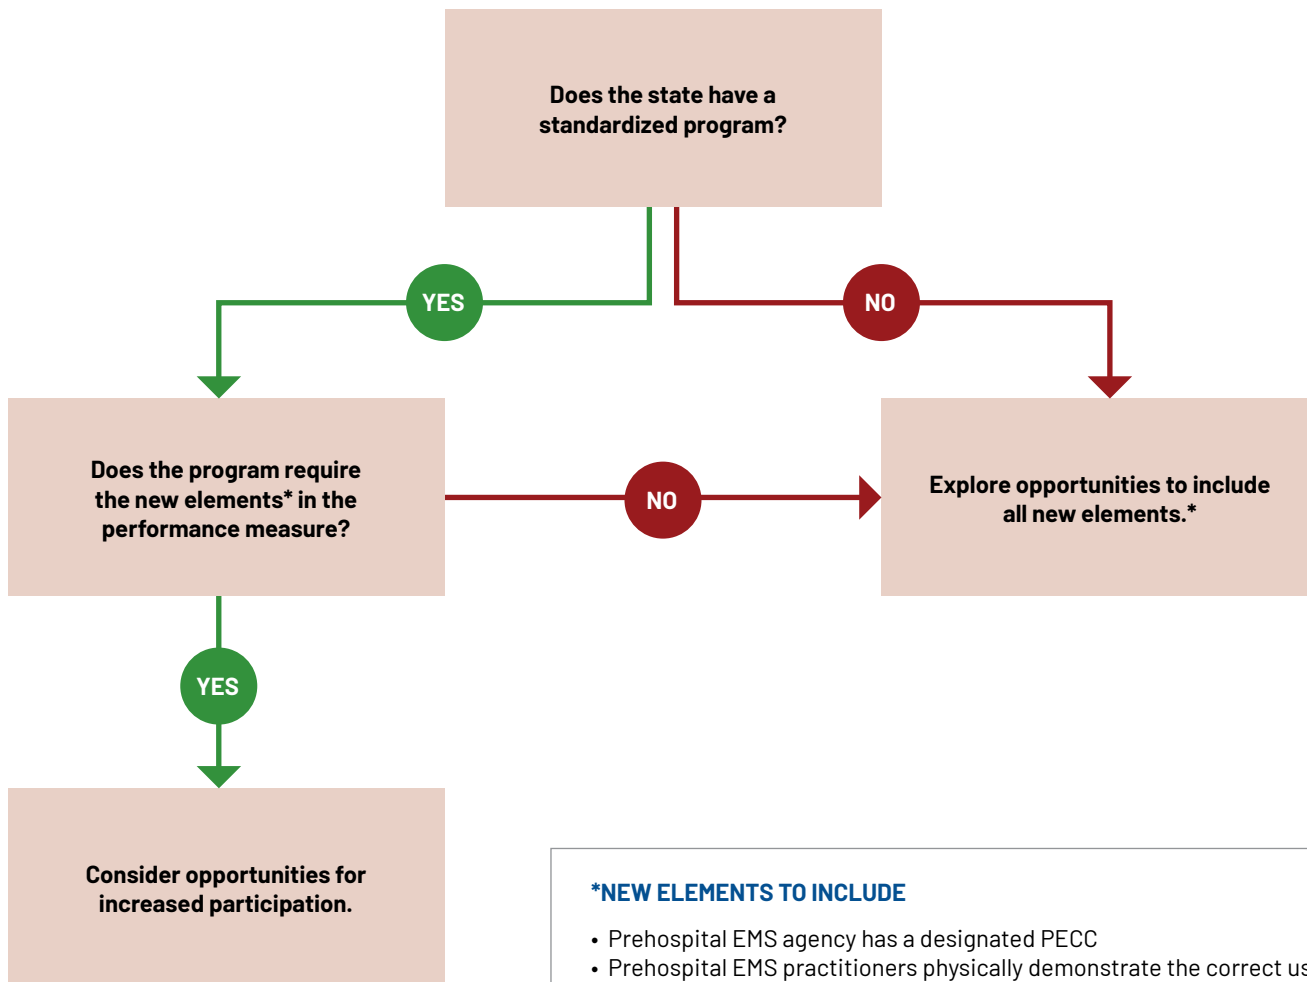 Does the state have a
standardized program?
YES
NO
Does the program require
the new elements* in the
performance measure?
NO
Explore opportunities to include
all new elements.*
YES
Consider opportunities for
increased participation.
*NEW ELEMENTS TO INCLUDE
• Prehospital EMS agency has a designated PECC
• Prehospital EMS practitioners physically demonstrate the correct